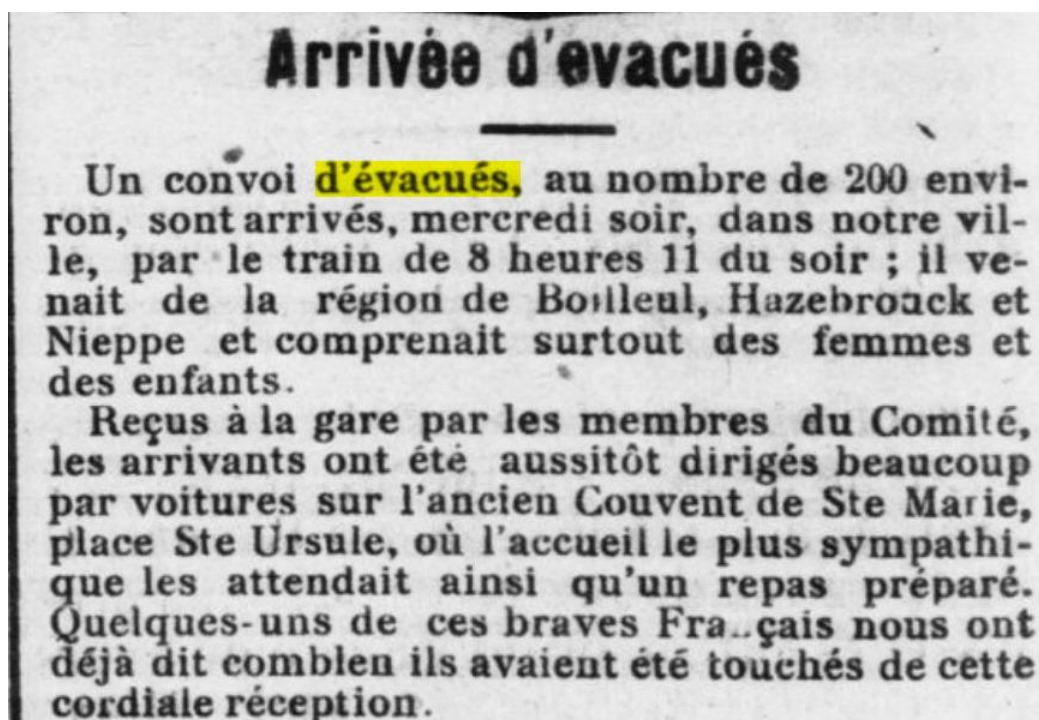 Arrivée d'évacués
Un convoi d'évacués, au nombre de 200 envi-
ron, sont arrivés, mercredi soir, dans notre vil-
le, par le train de 8 heures 11 du soir ; il ve-
nait de la région de Boilleul, Hazebrouck et
Nieppe et comprenait surtout des femmes et
des enfants.
Reçus à la gare par les membres du Comité,
les arrivants ont été aussitôt dirigés beaucoup
par voitures sur l'ancien Couvent de Ste Marie,
place Ste Ursule, où l'accueil le plus sympathi-
que les attendait ainsi qu'un repas préparé.
Quelques-uns de ces braves Fra..çais nous ont
déjà dit combien ils avaient été touchés de cette
cordiale réception.